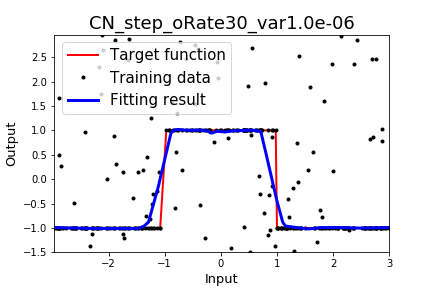 CN_step_oRate30_var1.0e-06
Target function
Training data
Fitting result
2.5
2.0
1.5
1.0
0.5
0.0
−0.5
−1.0
−1.5
Output
−2
−1
0
1
2
3
Input